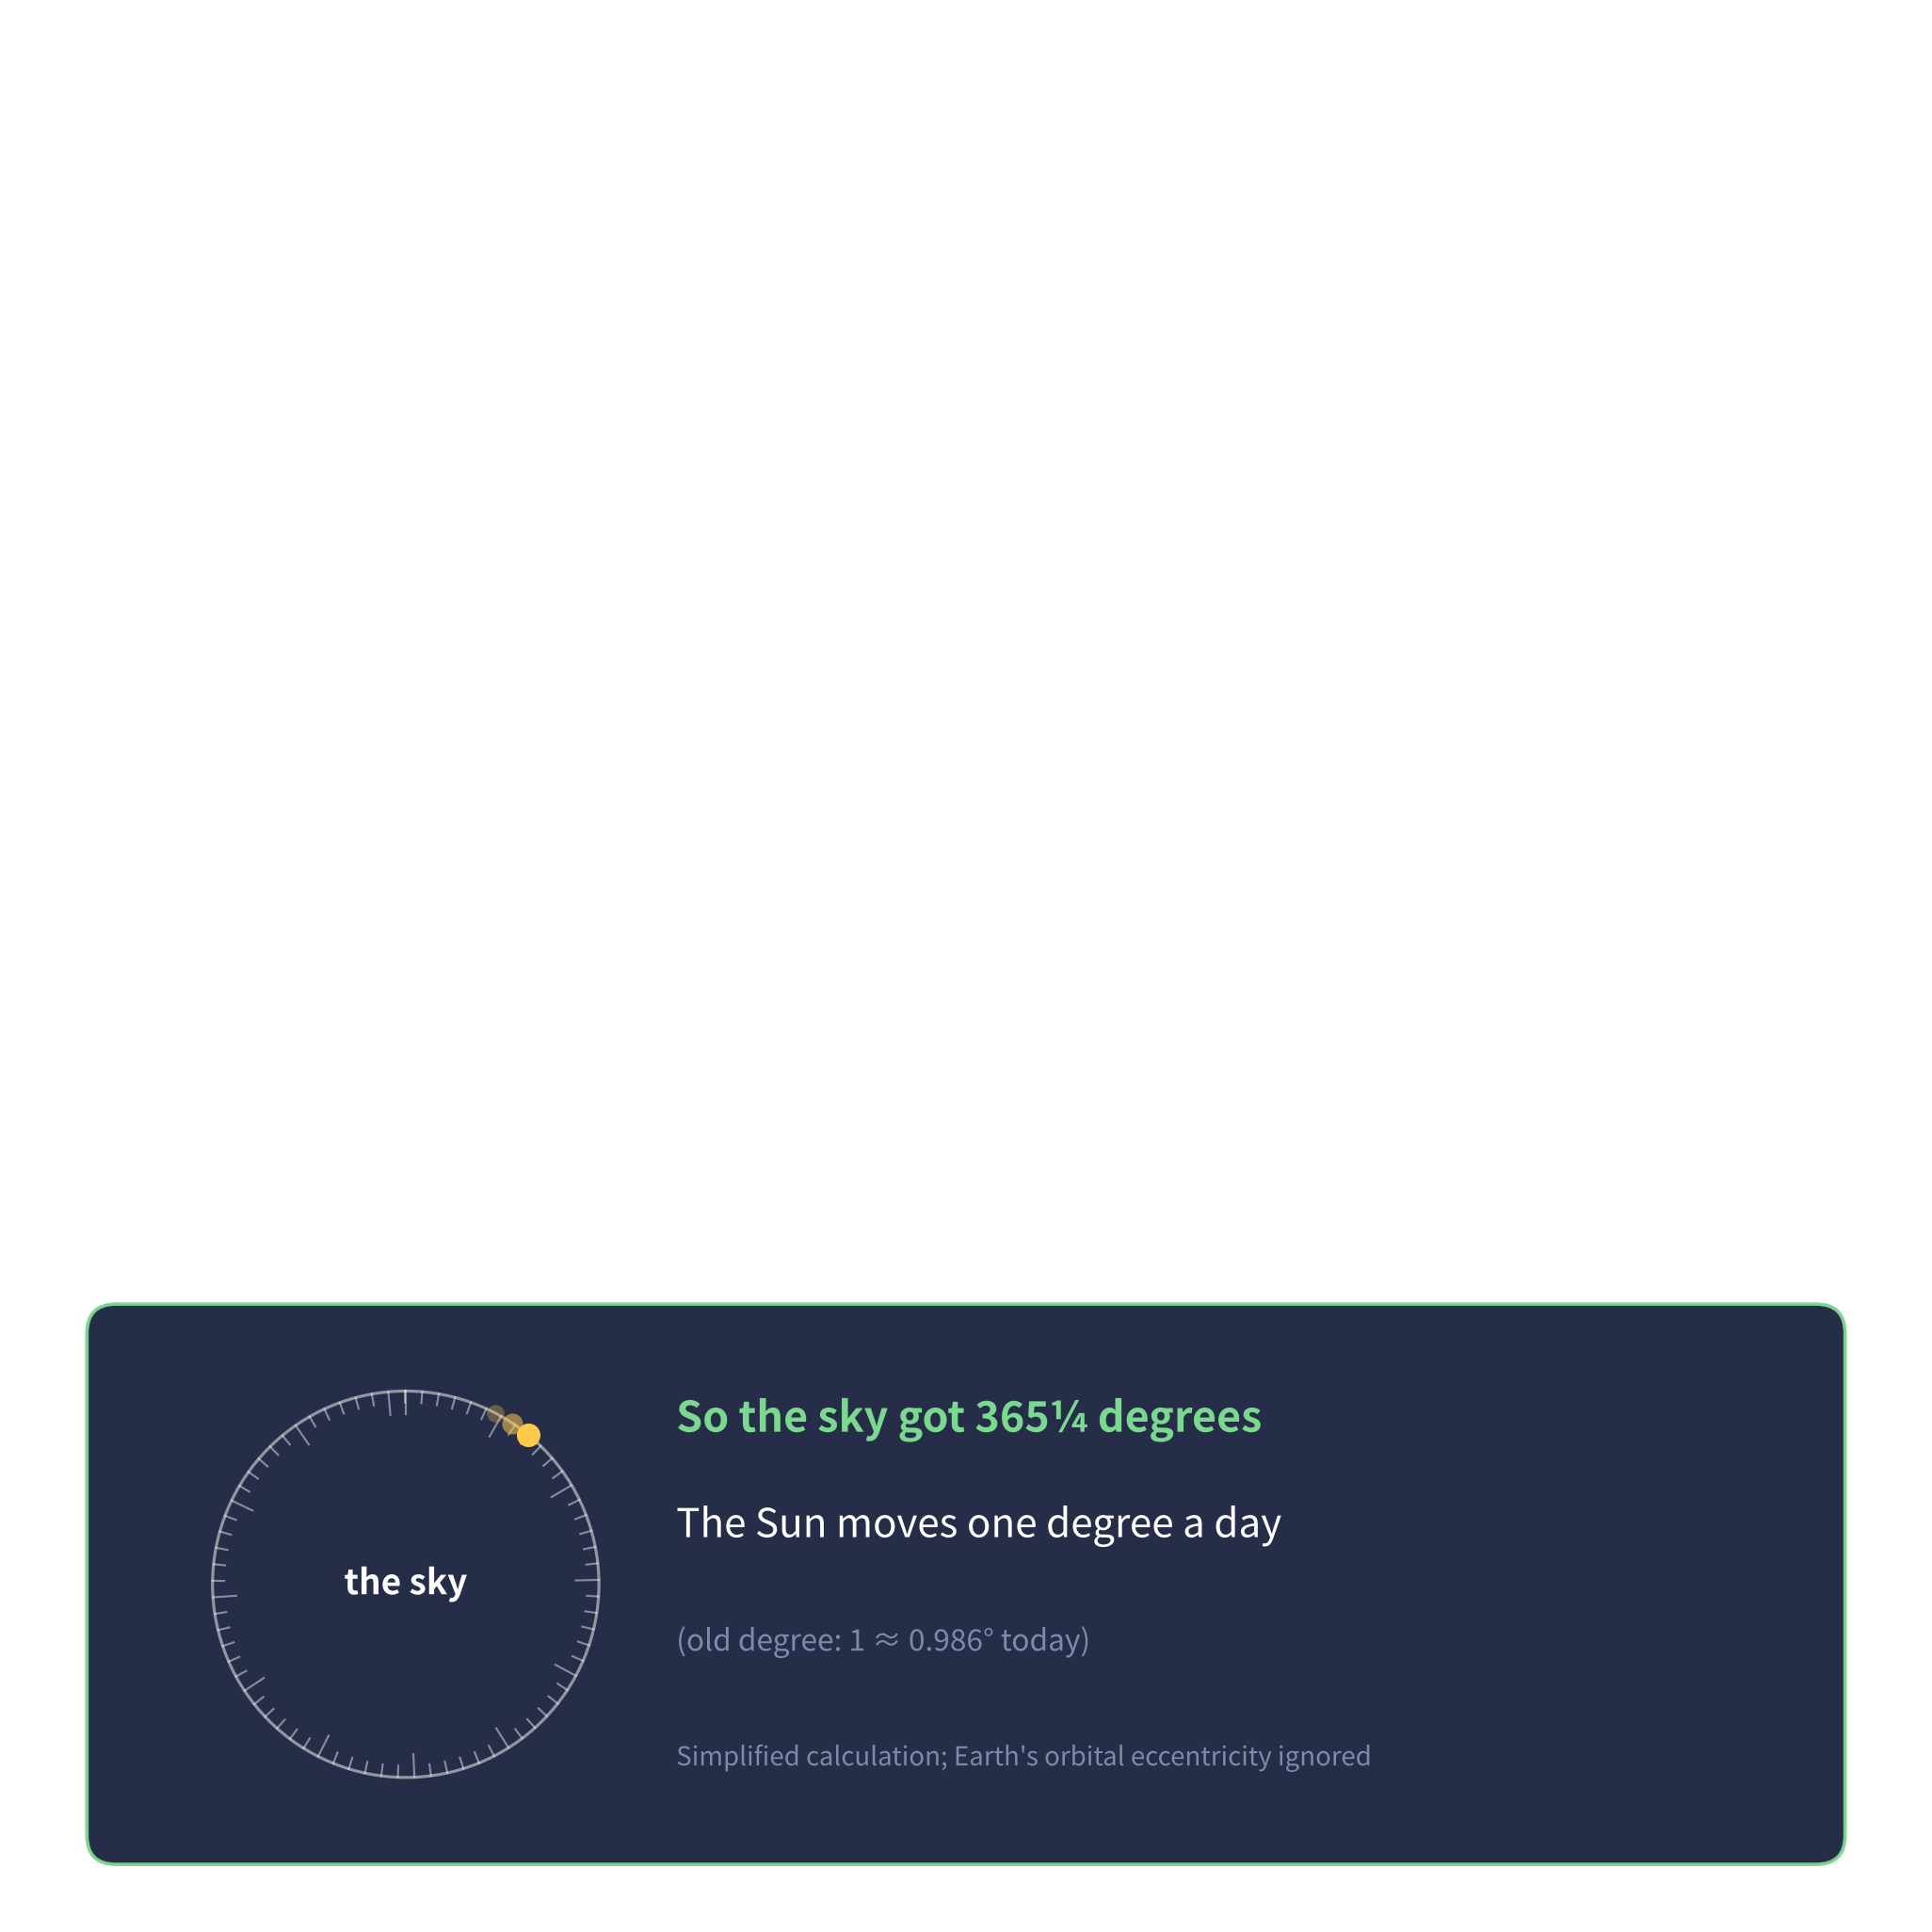 So the sky got 365¼ degrees
The Sun moves one degree a day
the sky
(old degree: 1 ≈ 0.986° today)
Simplified calculation; Earth's orbital eccentricity ignored